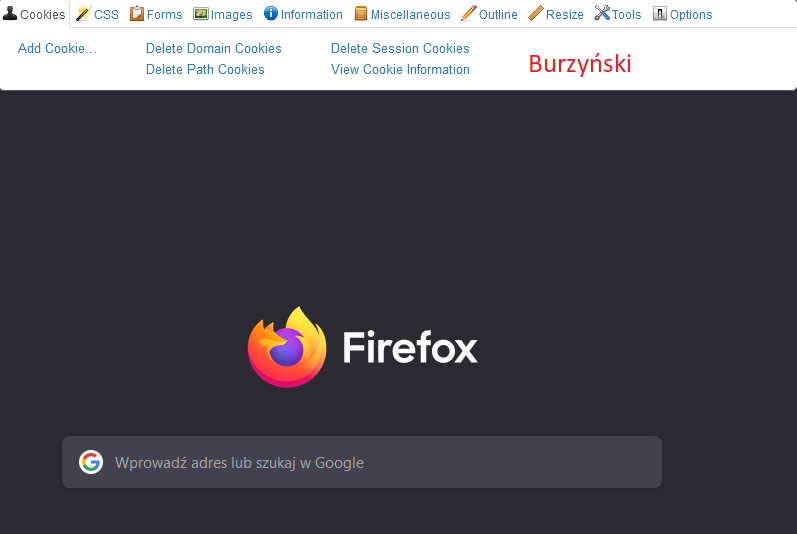 Cookies CSS Forms Images Information Miscellaneous Outline Resize Tools Options
Add Cookie... Delete Domain Cookies Delete Session Cookies
Delete Path Cookies View Cookie Information
Burzyński
Firefox
Wprowadź adres lub szukaj w Google